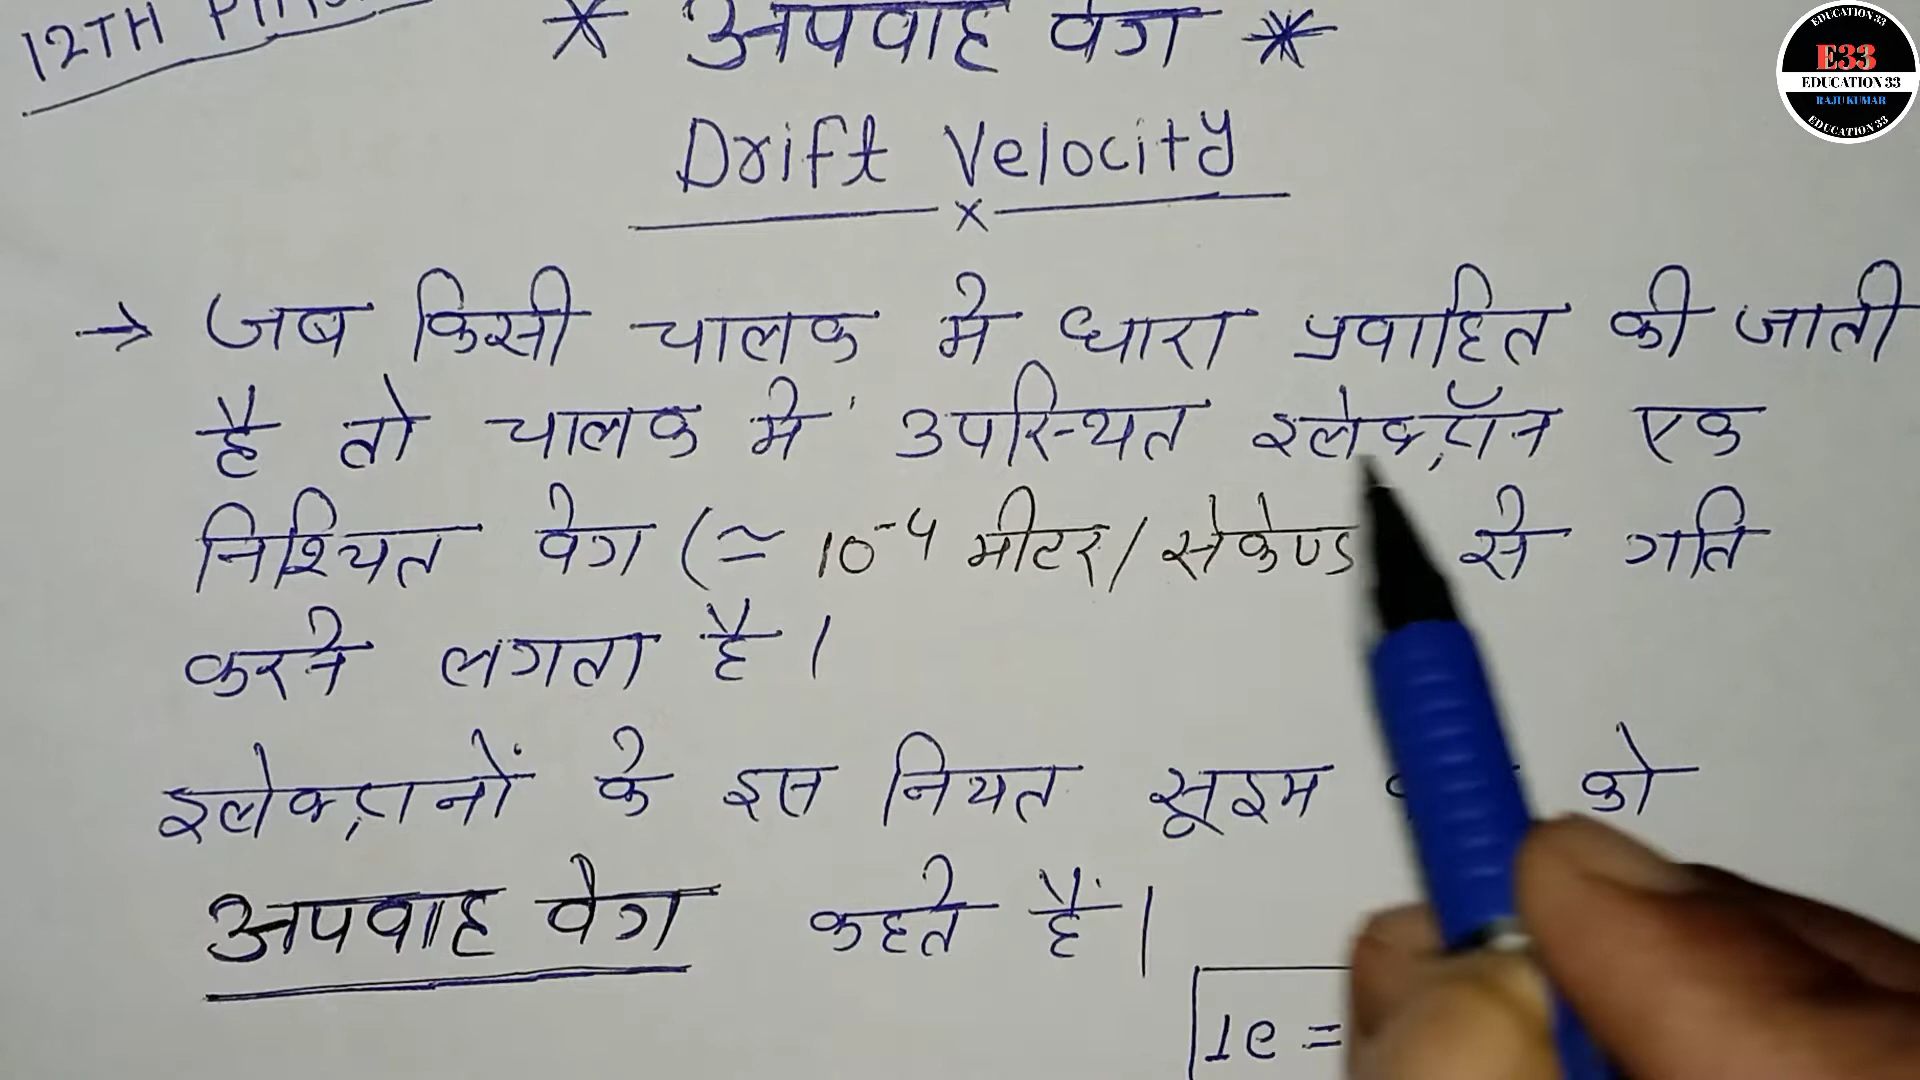 12TH
* अपवाह वेग *
Drift Velocity
x
→ जब किसी चालक मे धारा प्रवाहित की जाती
है तो चालक में उपस्थित इलेक्ट्रॉन एक
निश्चित वेग (≃ 10⁻⁴ मीटर/सेकेण्ड से गति
करने लगता है।
इलेक्ट्रानों के इस नियत सूक्ष्म को
अपवाह वेग कहते हैं।
1e =
EDUCATION 33
E33
EDUCATION 33
RAJU KUMAR
EDUCATION 33